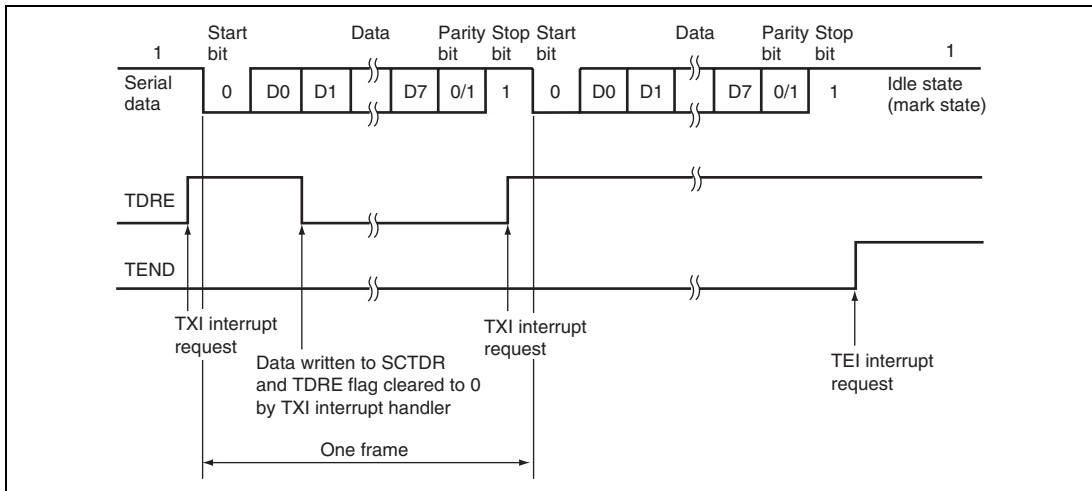 1
Start
bit
Data
Parity
bit
Stop
bit
Start
bit
Data
Parity
bit
Stop
bit
1
Serial
data
0 D0 D1 D7 0/1 1 0 D0 D1 D7 0/1 1
Idle state
(mark state)
TDRE
TEND
TXI interrupt
request
Data written to SCTDR
and TDRE flag cleared to 0
by TXI interrupt handler
TXI interrupt
request
TEI interrupt
request
One frame